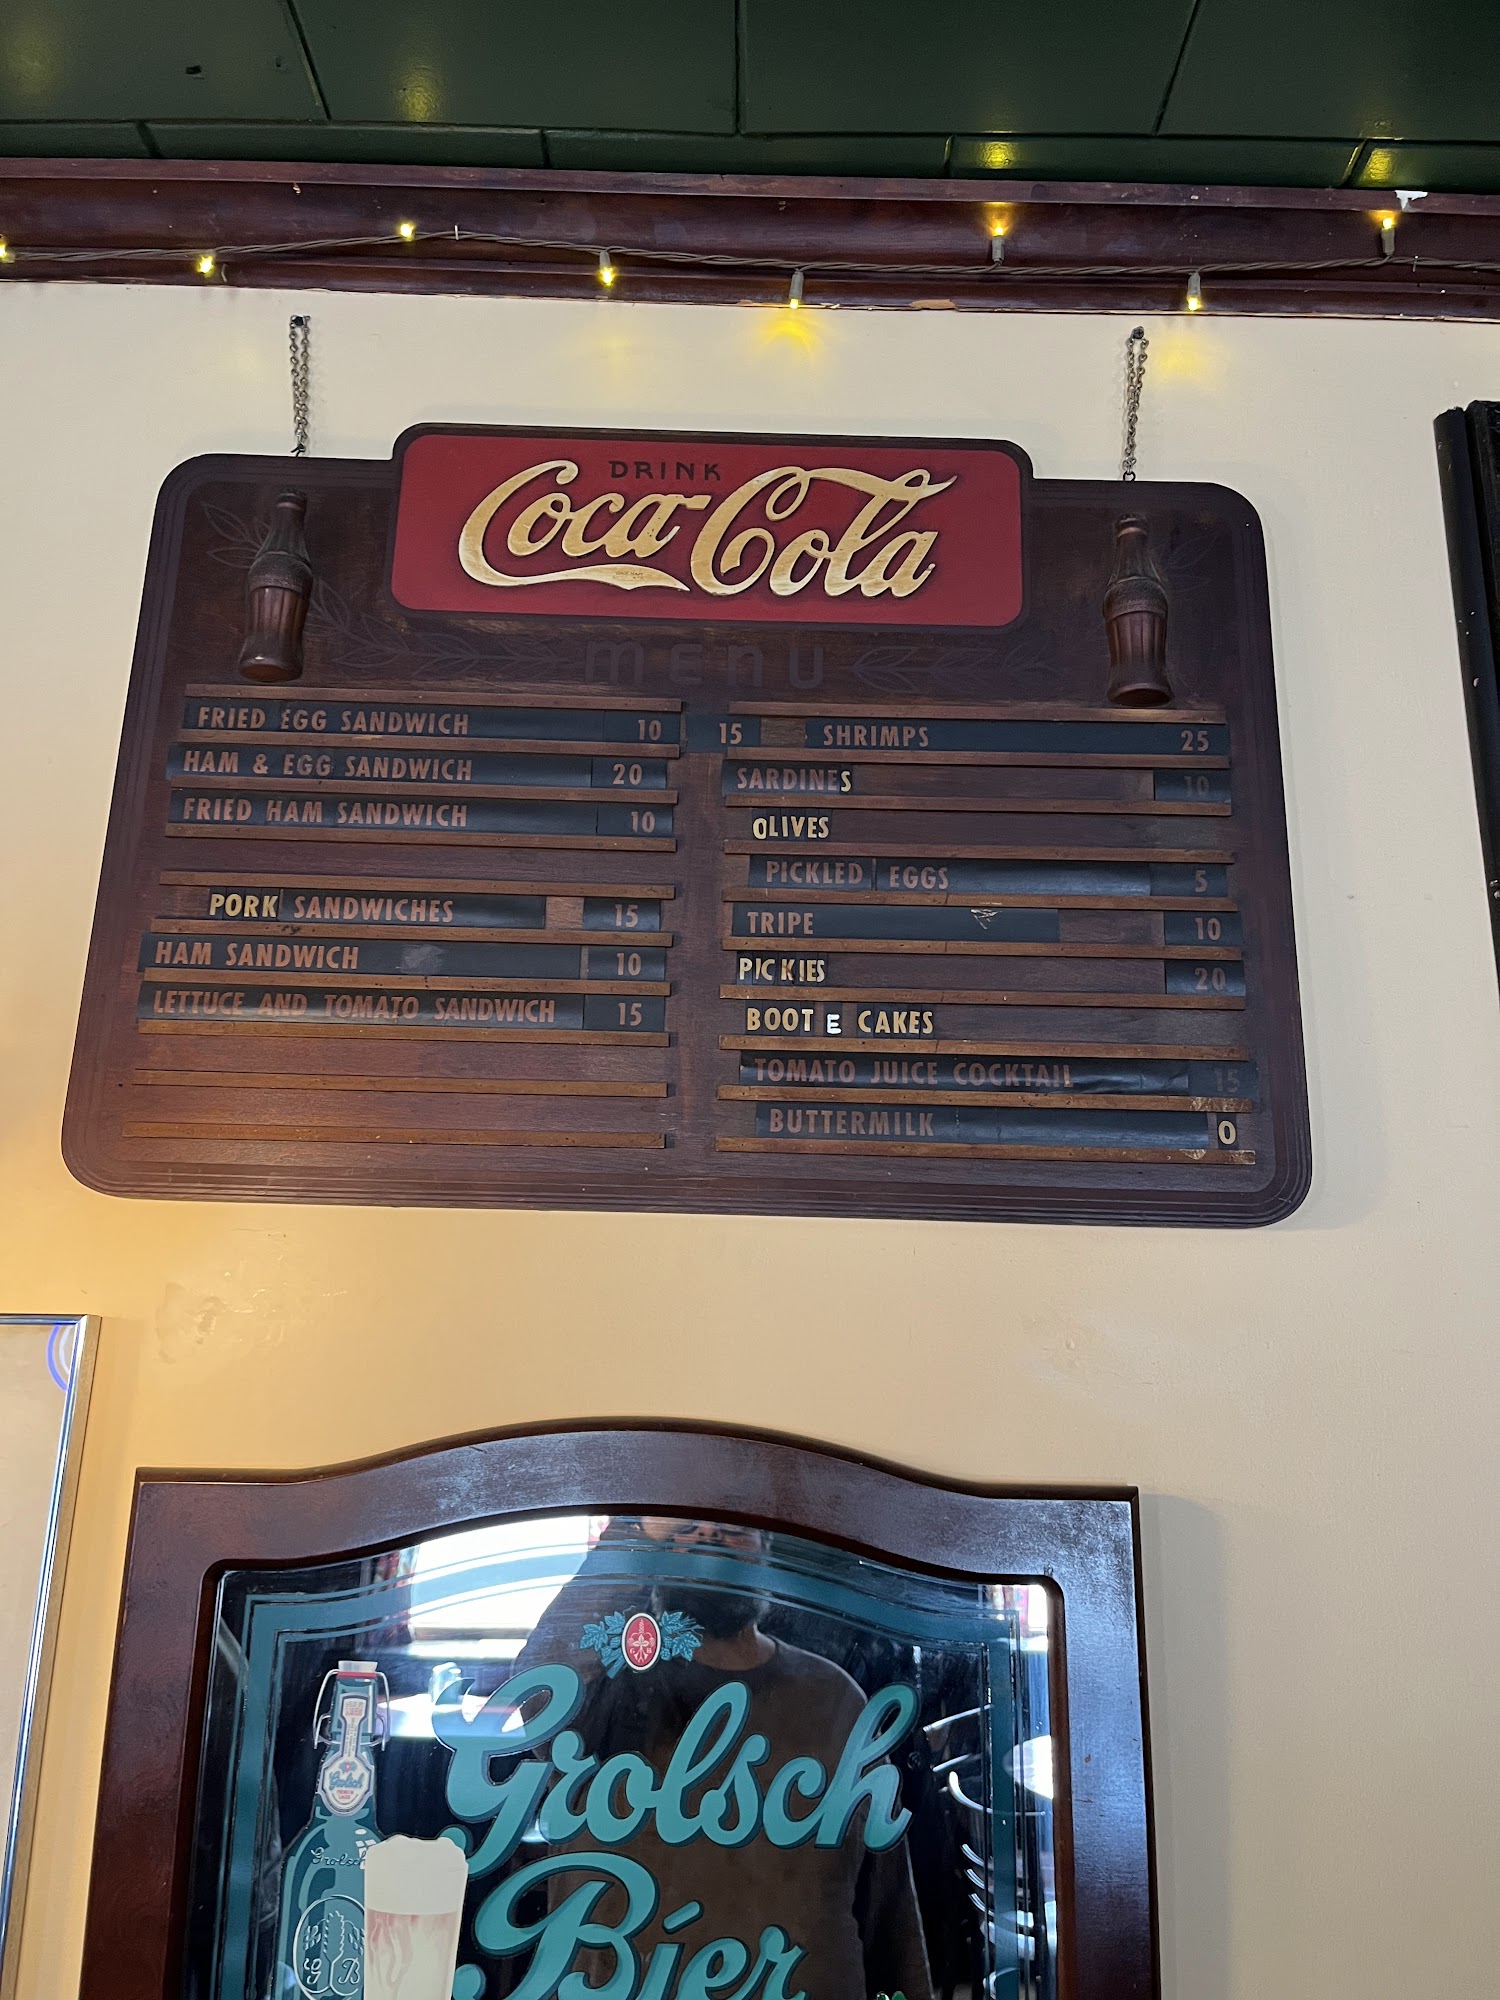 DRINK
Coca-Cola
MENU
FRIED EGG SANDWICH 10
HAM & EGG SANDWICH 20
FRIED HAM SANDWICH 10
PORK SANDWICHES 15
HAM SANDWICH 10
LETTUCE AND TOMATO SANDWICH 15
15 SHRIMPS 25
SARDINES 10
OLIVES
PICKLED EGGS 5
TRIPE 10
PICKIES 20
BOOT E CAKES
TOMATO JUICE COCKTAIL 15
BUTTERMILK 0
Grolsch
Bier
Grolsch
Grolsch
G B